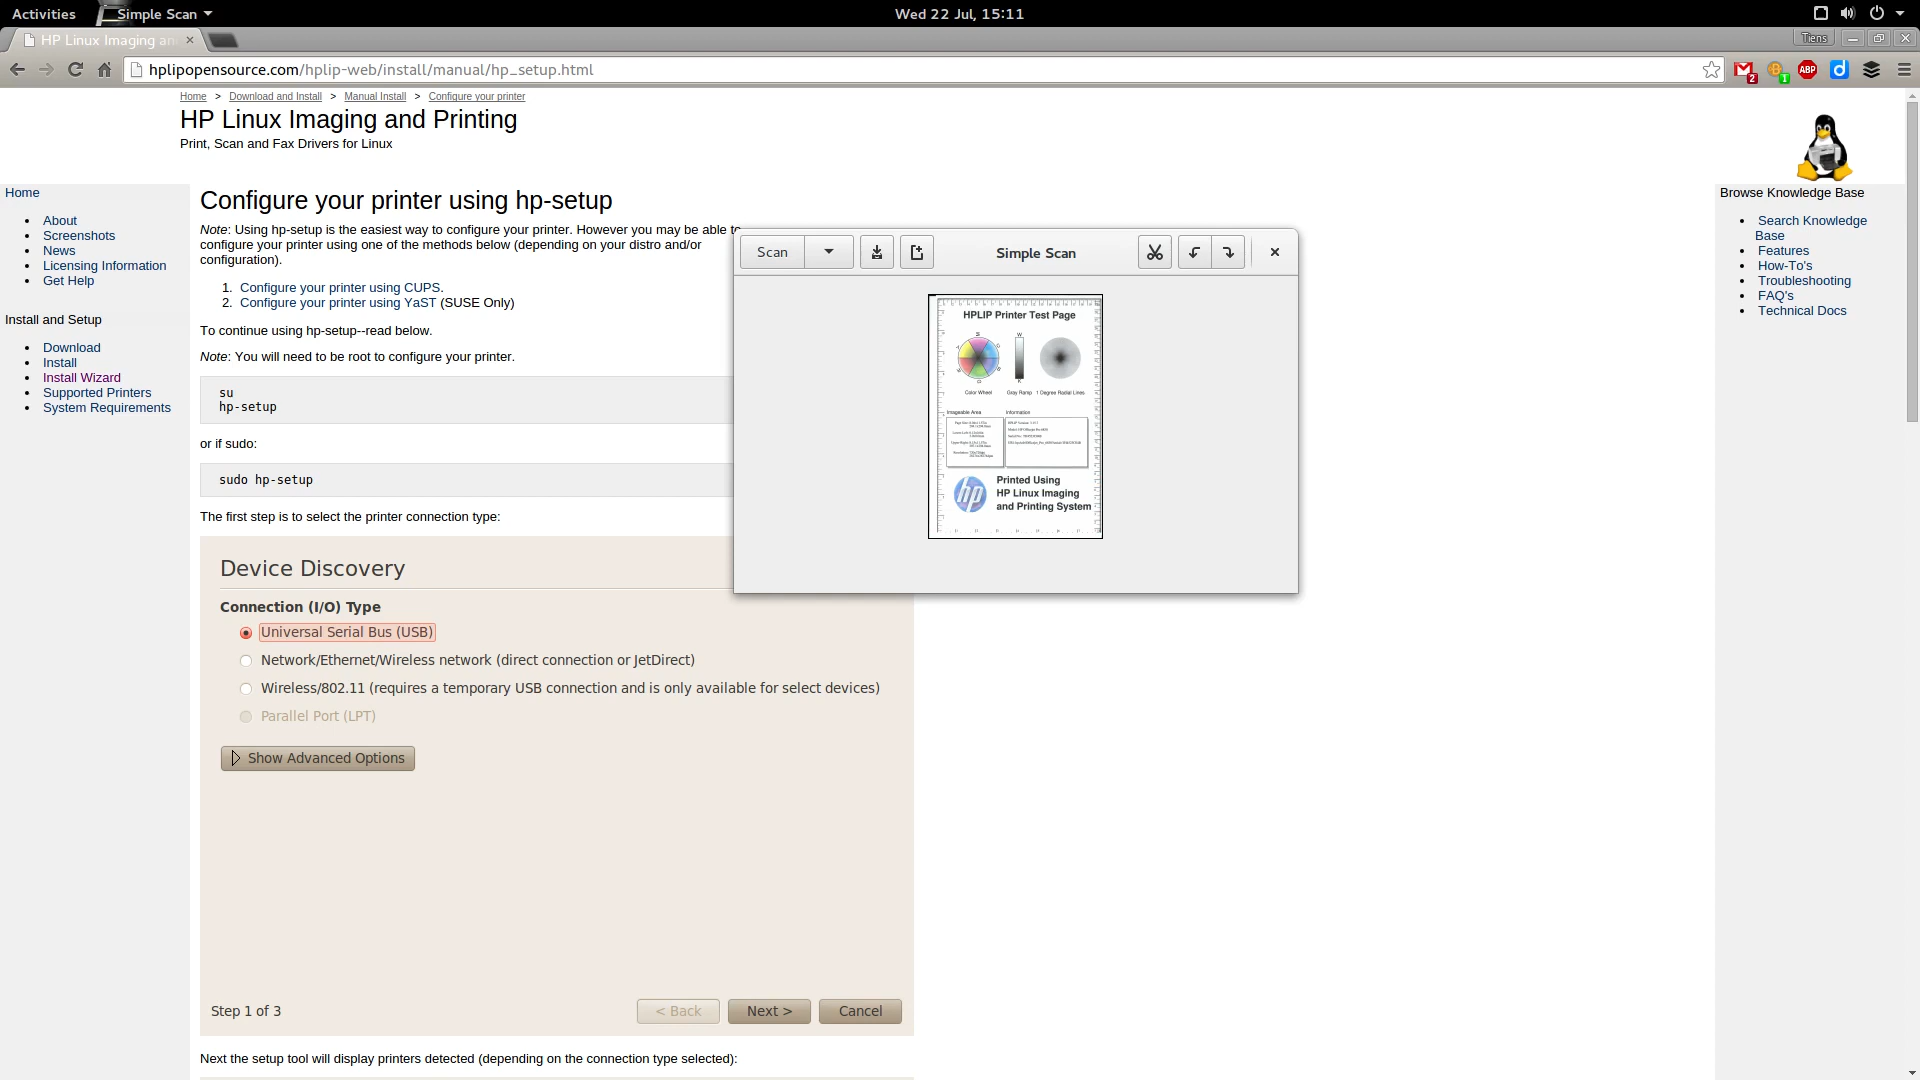 Activities Simple Scan Wed 22 Jul, 15:11
HP Linux Imaging an Tiens
hplipopensource.com/hplip-web/install/manual/hp_setup.html 2 1 ABP d
Home > Download and Install > Manual Install > Configure your printer
HP Linux Imaging and Printing
Print, Scan and Fax Drivers for Linux
Home
About
Screenshots
News
Licensing Information
Get Help
Install and Setup
Download
Install
Install Wizard
Supported Printers
System Requirements
Configure your printer using hp-setup
Note: Using hp-setup is the easiest way to configure your printer. However you may be able to
configure your printer using one of the methods below (depending on your distro and/or
configuration).
1. Configure your printer using CUPS.
2. Configure your printer using YaST (SUSE Only)
To continue using hp-setup--read below.
Note: You will need to be root to configure your printer.
su
hp-setup
or if sudo:
sudo hp-setup
The first step is to select the printer connection type:
Device Discovery
Connection (I/O) Type
Universal Serial Bus (USB)
Network/Ethernet/Wireless network (direct connection or JetDirect)
Wireless/802.11 (requires a temporary USB connection and is only available for select devices)
Parallel Port (LPT)
Show Advanced Options
Step 1 of 3 < Back Next > Cancel
Next the setup tool will display printers detected (depending on the connection type selected):
Scan Simple Scan
HPLIP Printer Test Page
Color Wheel Gray Ramp 1 Degree Radial Lines
Imageable Area Information
hp
Printed Using
HP Linux Imaging
and Printing System
Browse Knowledge Base
Search Knowledge
Base
Features
How-To's
Troubleshooting
FAQ's
Technical Docs